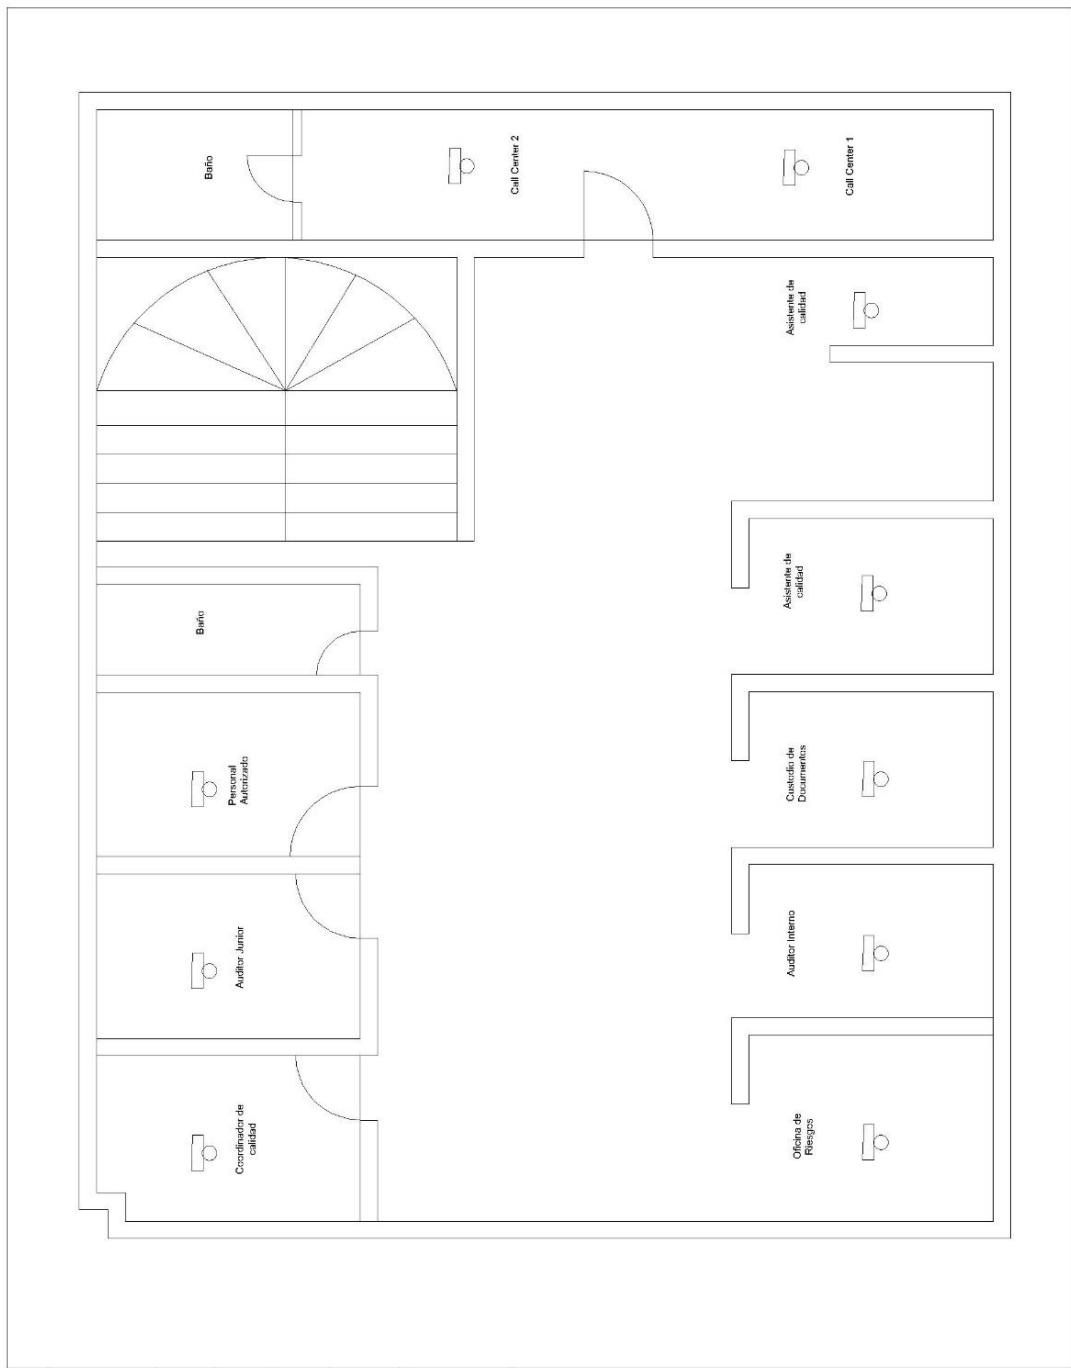 Baño
Call Center 2
Call Center 1
Asistente de
calidad
Asistente de
calidad
Baño
Personal
Autorizado
Custodio de
Documentos
Auditor Junior
Auditor Interno
Coordinador de
calidad
Oficina de
Riesgos